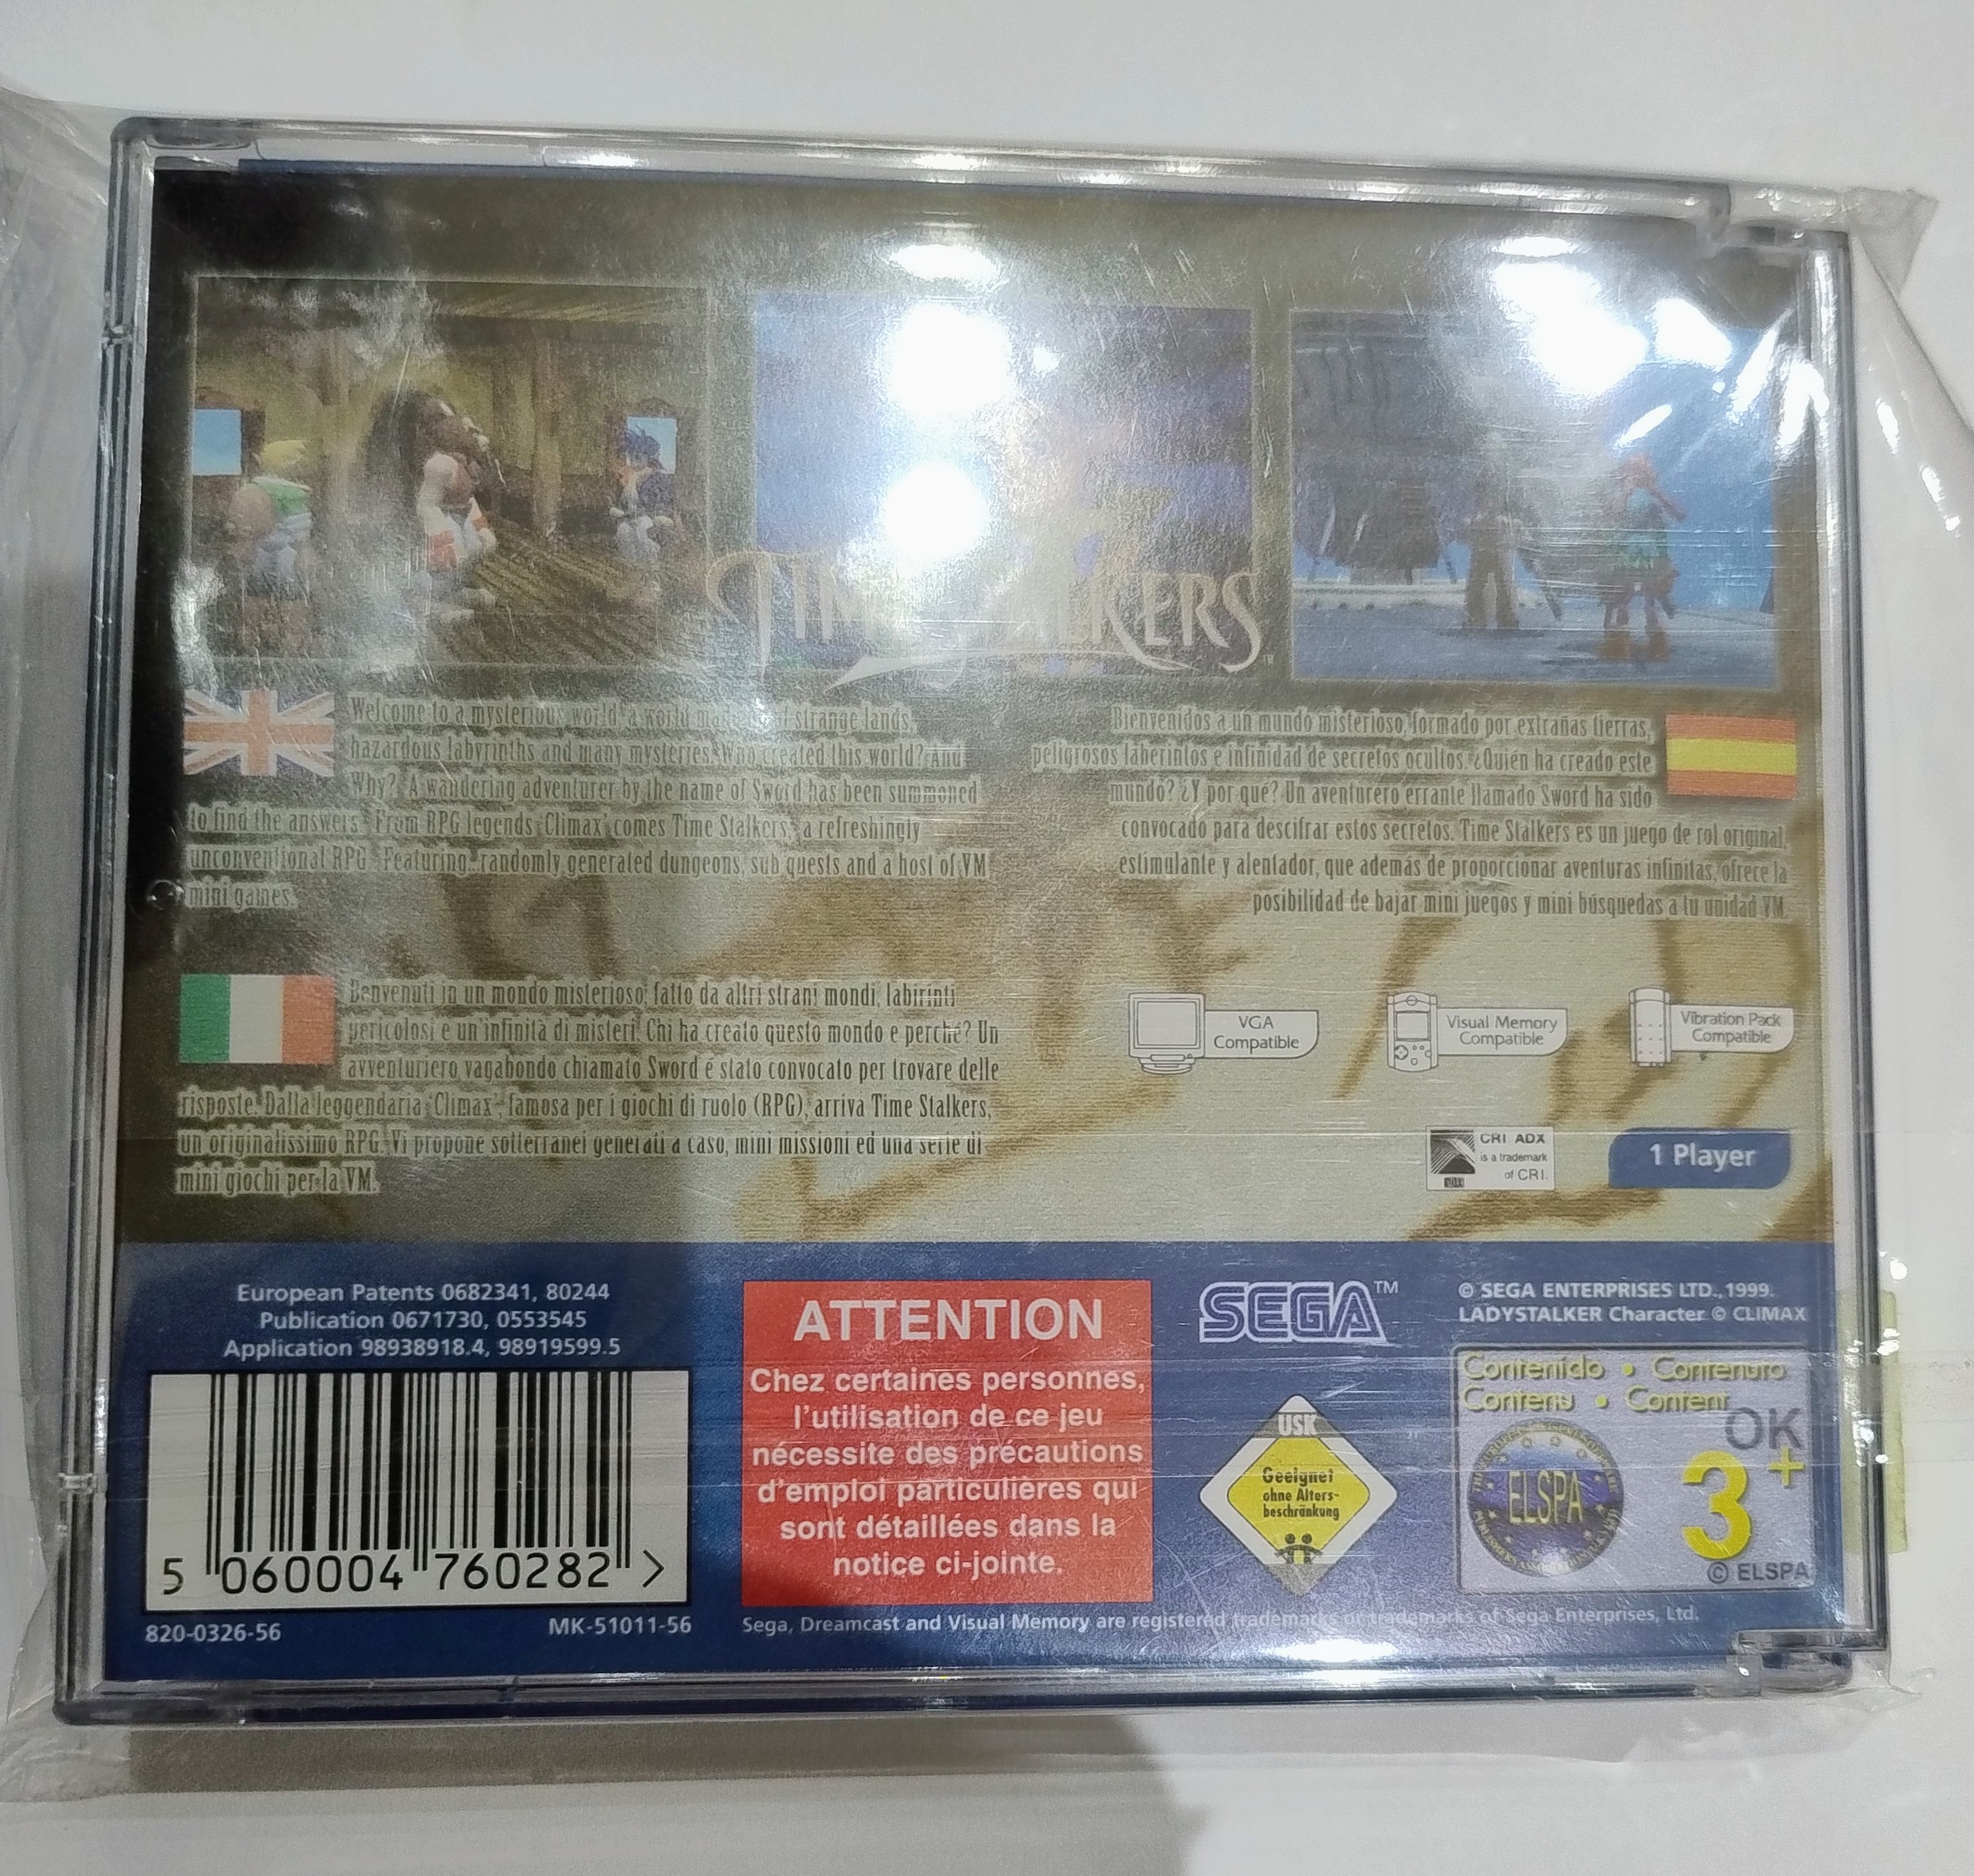 TIME STALKERS
Welcome to a mysterious world, a world strange lands,
hazardous labyrinths and many mysteries. Who created this world? And
Why? A wandering adventurer by the name of Sword has been summoned
to find the answers. From RPG legends 'Climax' comes Time Stalkers, a refreshingly
unconventional RPG. Featuring...randomly generated dungeons, sub quests and a host of VM
mini games.
Bienvenidos a un mundo misterioso, formado por extrañas tierras,
peligrosos laberintos e infinidad de secretos ocultos. ¿Quién ha creado este
mundo? ¿Y por qué? Un aventurero errante llamado Sword ha sido
convocado para descifrar estos secretos. Time Stalkers es un juego de rol original,
estimulante y alentador, que además de proporcionar aventuras infinitas, ofrece la
posibilidad de bajar mini juegos y mini búsquedas a tu unidad VM.
Benvenuti in un mondo misterioso, fatto da altri strani mondi, labirinti
pericolosi e un'infinità di misteri. Chi ha creato questo mondo e perché? Un
avventuriero vagabondo chiamato Sword é stato convocato per trovare delle
risposte. Dalla leggendaria 'Climax', famosa per i giochi di ruolo (RPG), arriva Time Stalkers,
un originalissimo RPG. Vi propone sotterranei generati a caso, mini missioni ed una serie di
mini giochi per la VM.
VGA
Compatible
Visual Memory
Compatible
Vibration Pack
Compatible
CRI ADX
is a trademark
of CRI.
1 Player
European Patents 0682341, 80244
Publication 0671730, 0553545
Application 98938918.4, 98919599.5
5 060004 760282 >
820-0326-56
MK-51011-56
ATTENTION
Chez certaines personnes,
l'utilisation de ce jeu
nécessite des précautions
d'emploi particulières qui
sont détaillées dans la
notice ci-jointe.
SEGA™
© SEGA ENTERPRISES LTD., 1999.
LADYSTALKER Character © CLIMAX
USK
Geeignet
ohne Alters-
beschränkung
Contenido • Contenuto
Contenu • Content
OK
3+
ELSPA
© ELSPA
Sega, Dreamcast and Visual Memory are registered trademarks or trademarks of Sega Enterprises, Ltd.